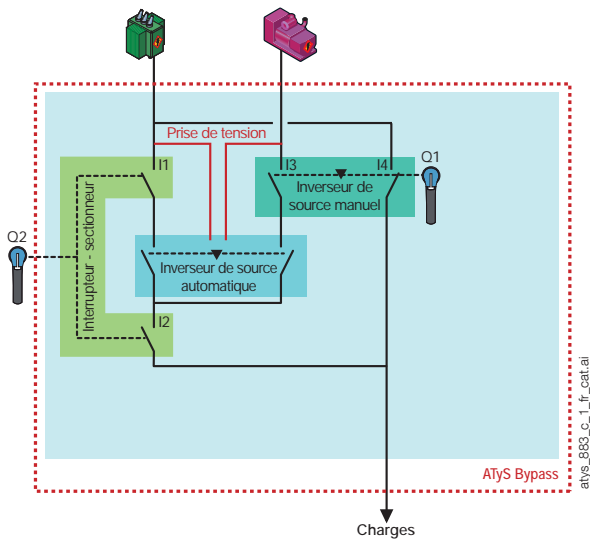 Prise de tension
I1
I3
I4
Q1
Inverseur de
source manuel
Q2
Interrupteur - sectionneur
Inverseur de source
automatique
I2
ATyS Bypass
atys_883_c_1_fr_cat.ai
Charges